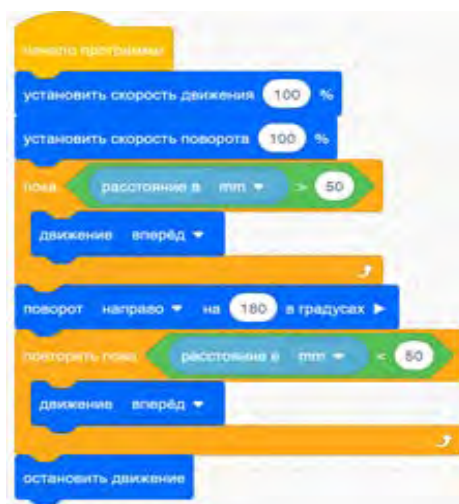 начало программы
установить скорость движения 100 %
установить скорость поворота 100 %
пока расстояние в mm > 50
движение вперёд
поворот направо на 180 в градусах
повторять пока расстояние в mm < 50
движение вперёд
остановить движение